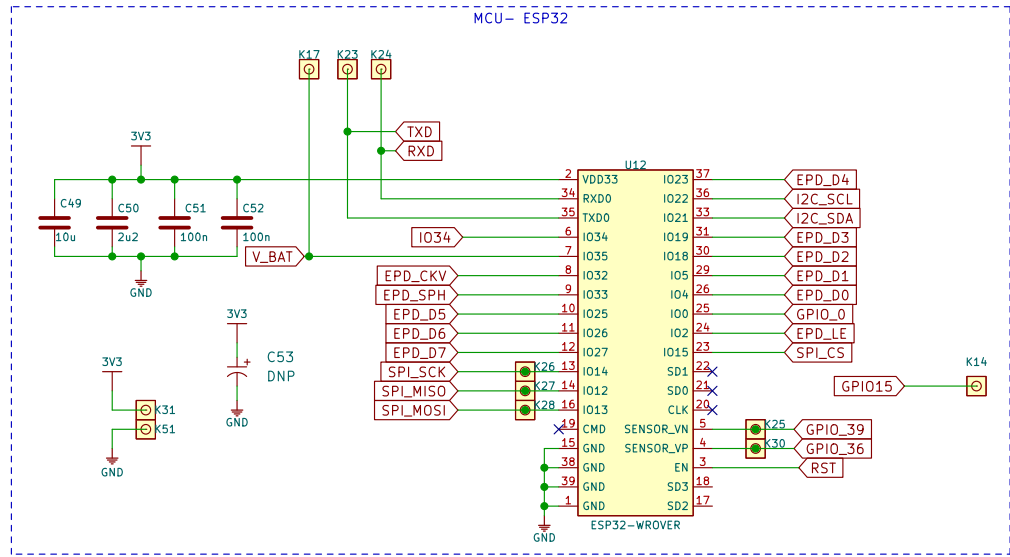 MCU- ESP32
K17 K23 K24
TXD
RXD
3V3
C49
10u
C50
2u2
C51
100n
C52
100n
GND
V_BAT
IO34
EPD_CKV
EPD_SPH
EPD_D5
EPD_D6
EPD_D7
SPI_SCK
SPI_MISO
SPI_MOSI
K26
K27
K28
3V3
C53
DNP
GND
3V3
K31
K51
GND
U12
2 VDD33 IO23 37
34 RXD0 IO22 36
35 TXD0 IO21 33
6 IO34 IO19 31
7 IO35 IO18 30
8 IO32 IO5 29
9 IO33 IO4 26
10 IO25 IO0 25
11 IO26 IO2 24
12 IO27 IO15 23
13 IO14 SD1 22
14 IO12 SD0 21
16 IO13 CLK 20
19 CMD SENSOR_VN 5
15 GND SENSOR_VP 4
38 GND EN 3
39 GND SD3 18
1 GND SD2 17
ESP32-WROVER
GND
EPD_D4
I2C_SCL
I2C_SDA
EPD_D3
EPD_D2
EPD_D1
EPD_D0
GPIO_0
EPD_LE
SPI_CS
K25
GPIO_39
K30
GPIO_36
RST
K14
GPIO15